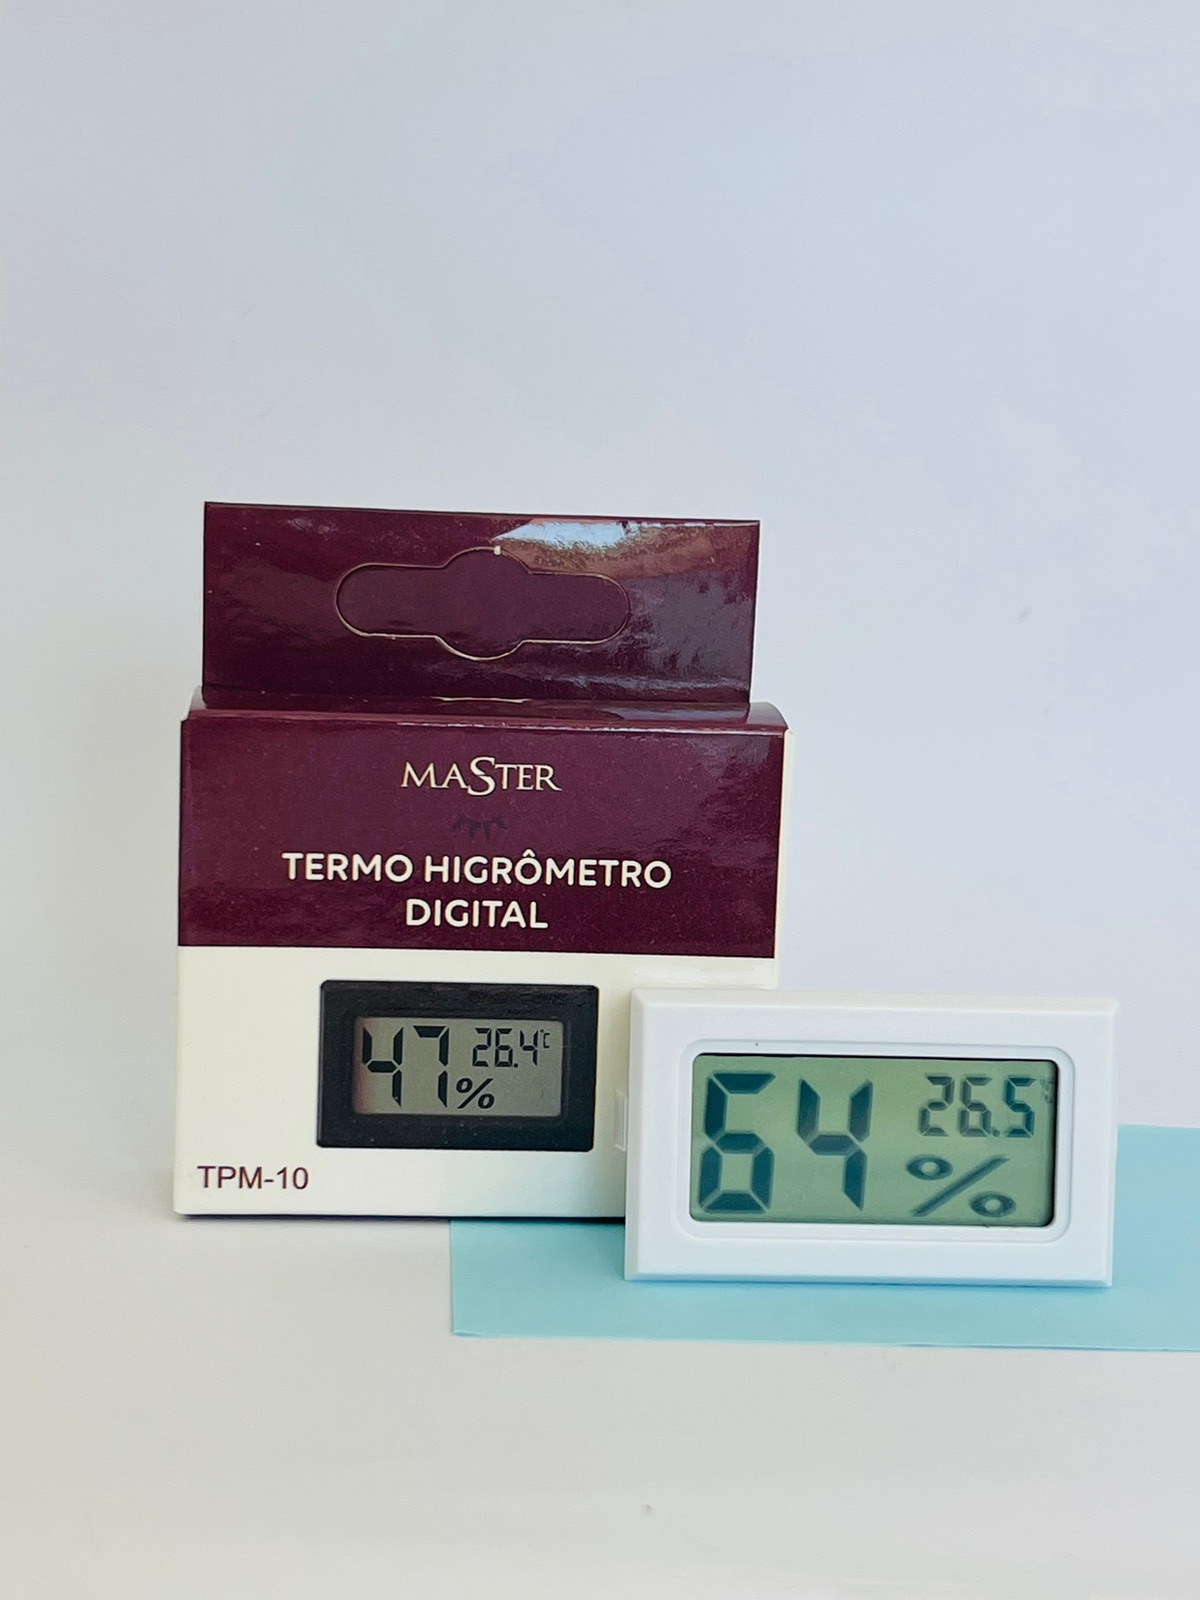 MASTER
TERMO HIGRÔMETRO
DIGITAL
47 26.4°C
%
TPM-10
64 26.5
%